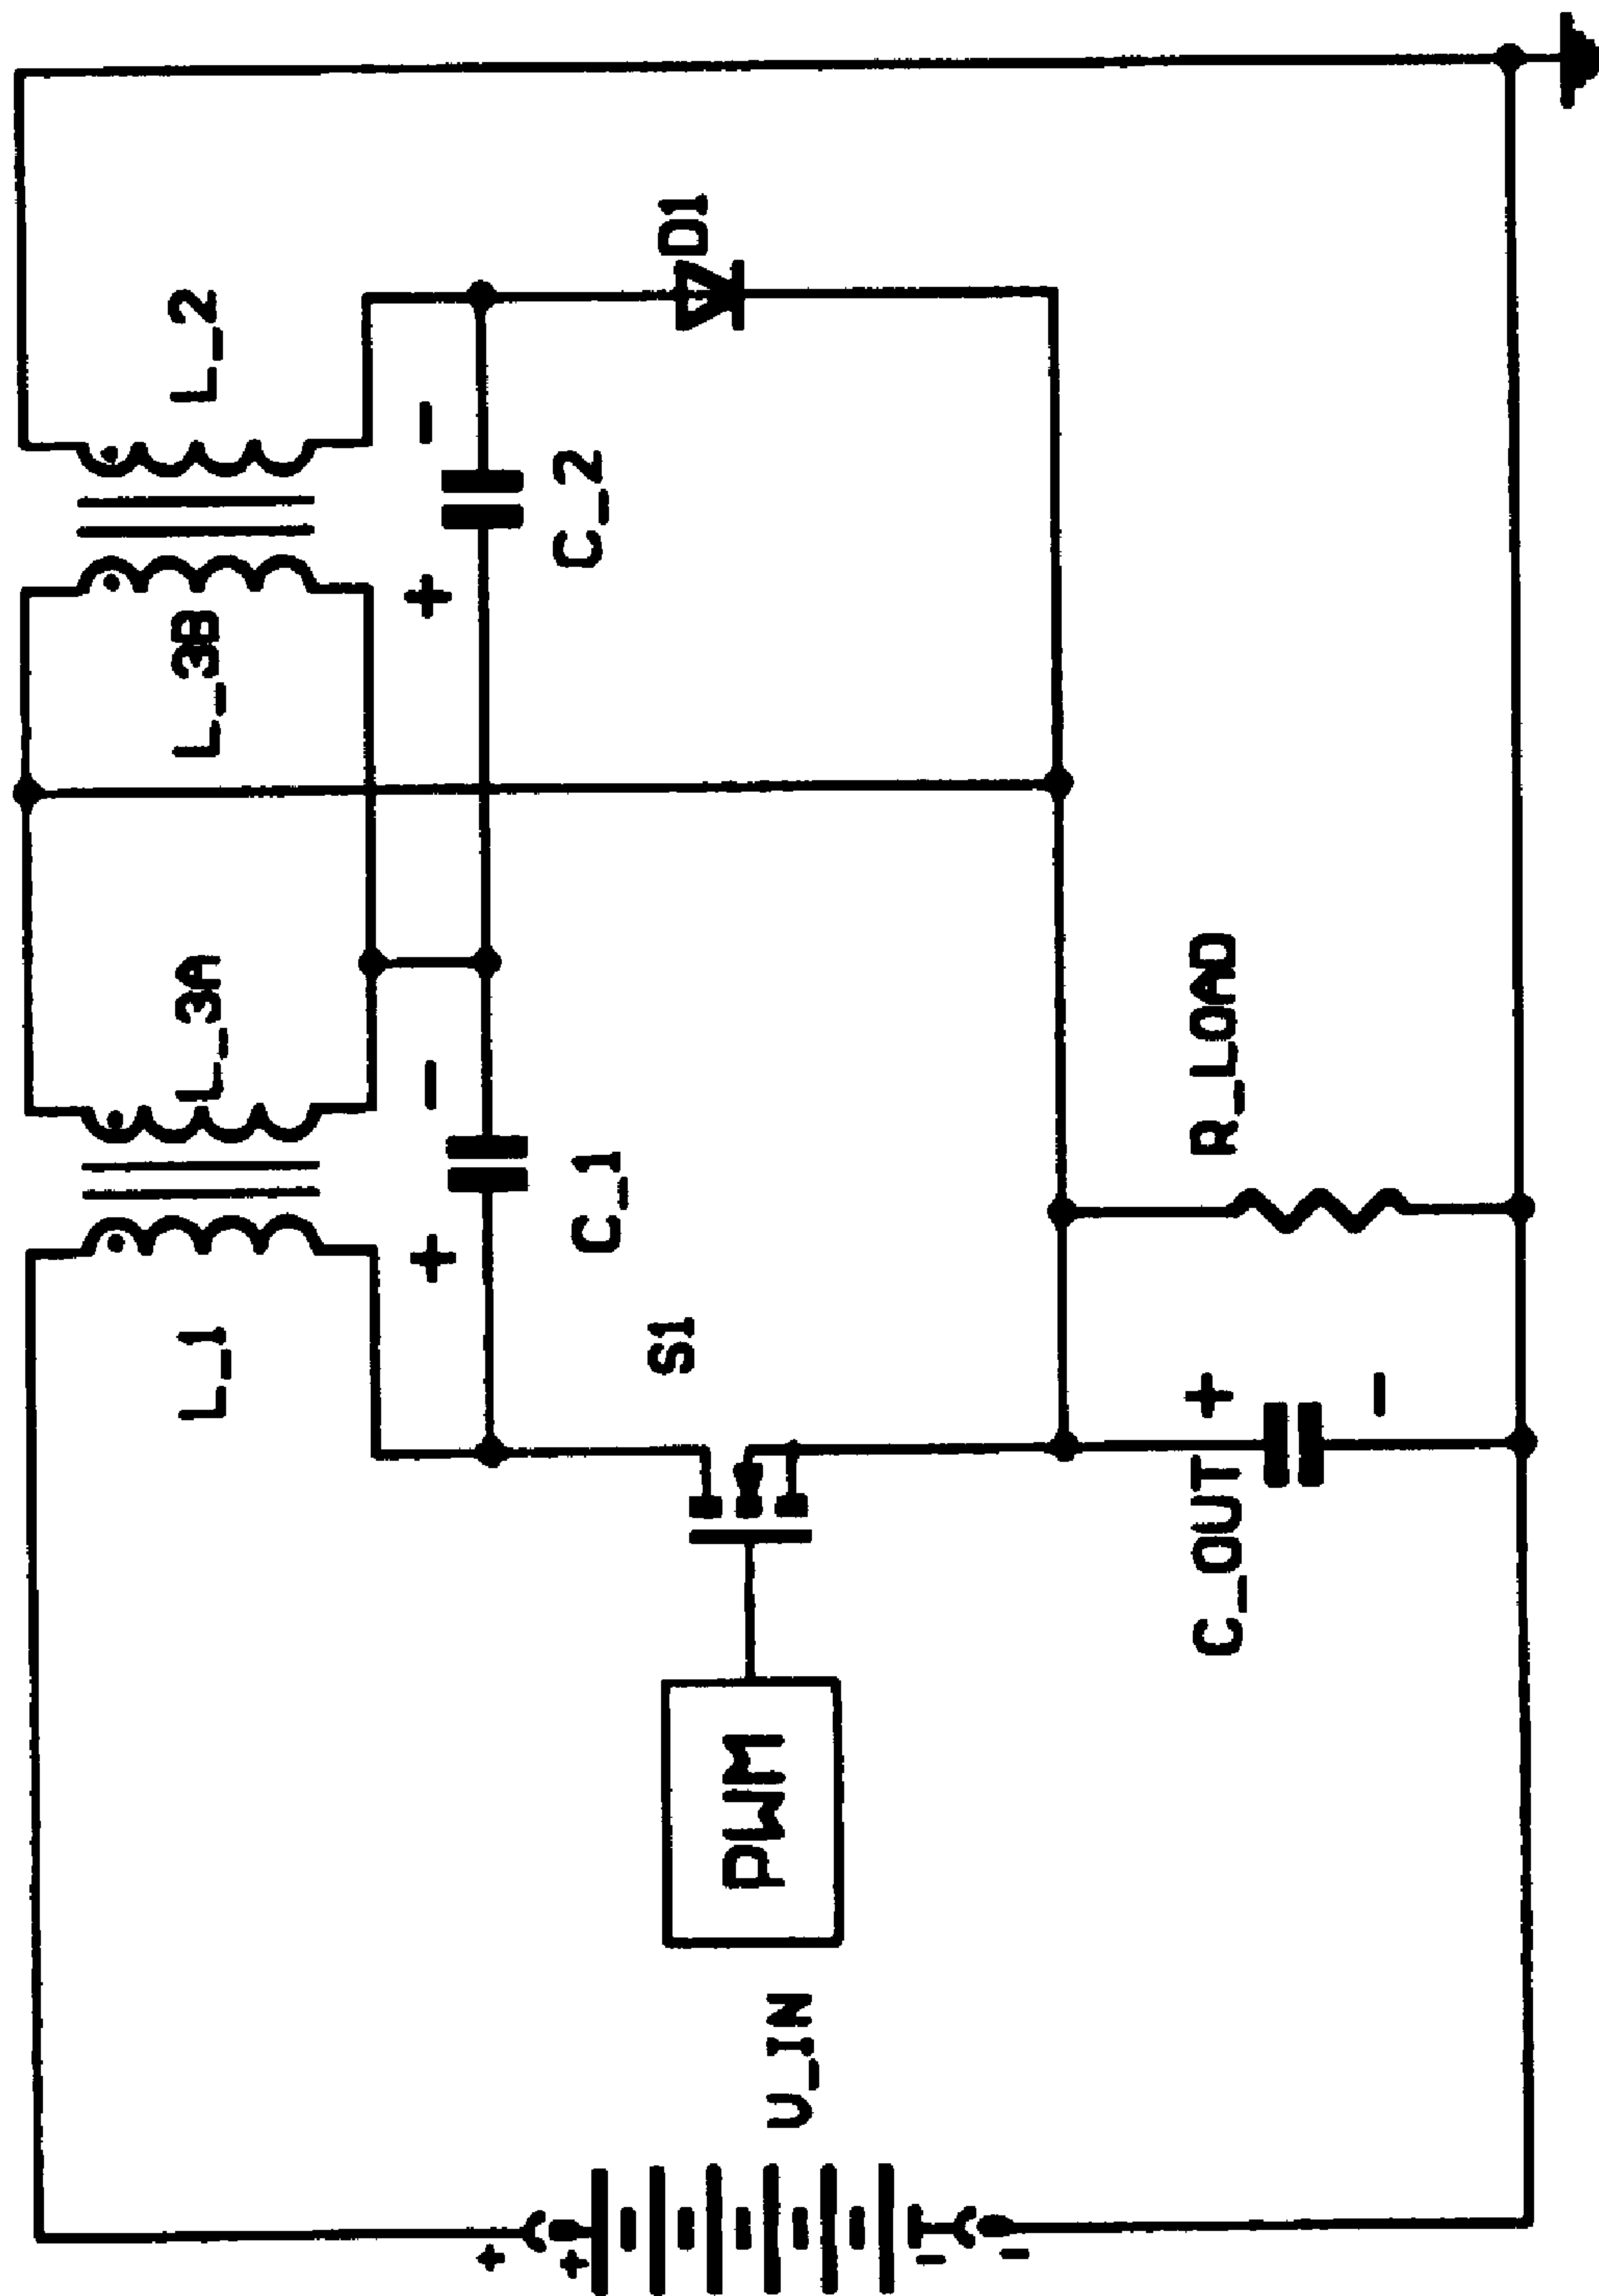 L_1
L_3A
L_3B
L_2
+ -
+ -
C_1
C_2
S1
D1
PWM
V_IN
+
+
-
-
C_OUT
+
-
R_LOAD